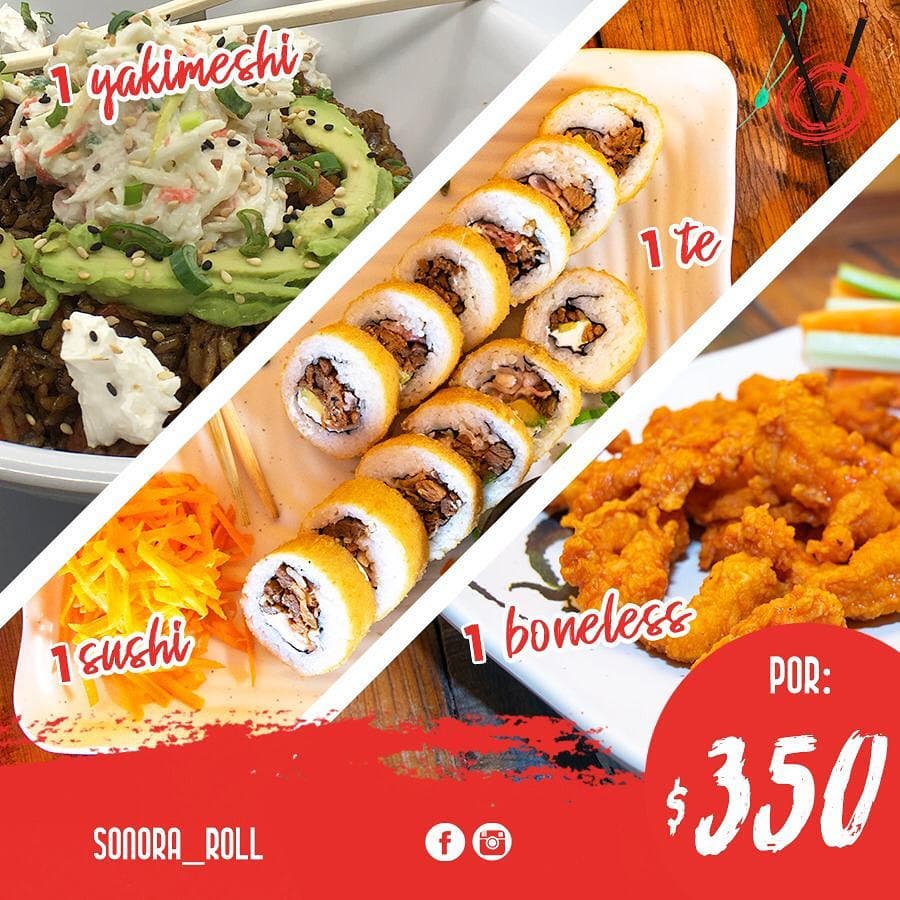 1 yakimeshi
1 te
1 sushi
1 boneless
POR:
$350
SONORA_ROLL